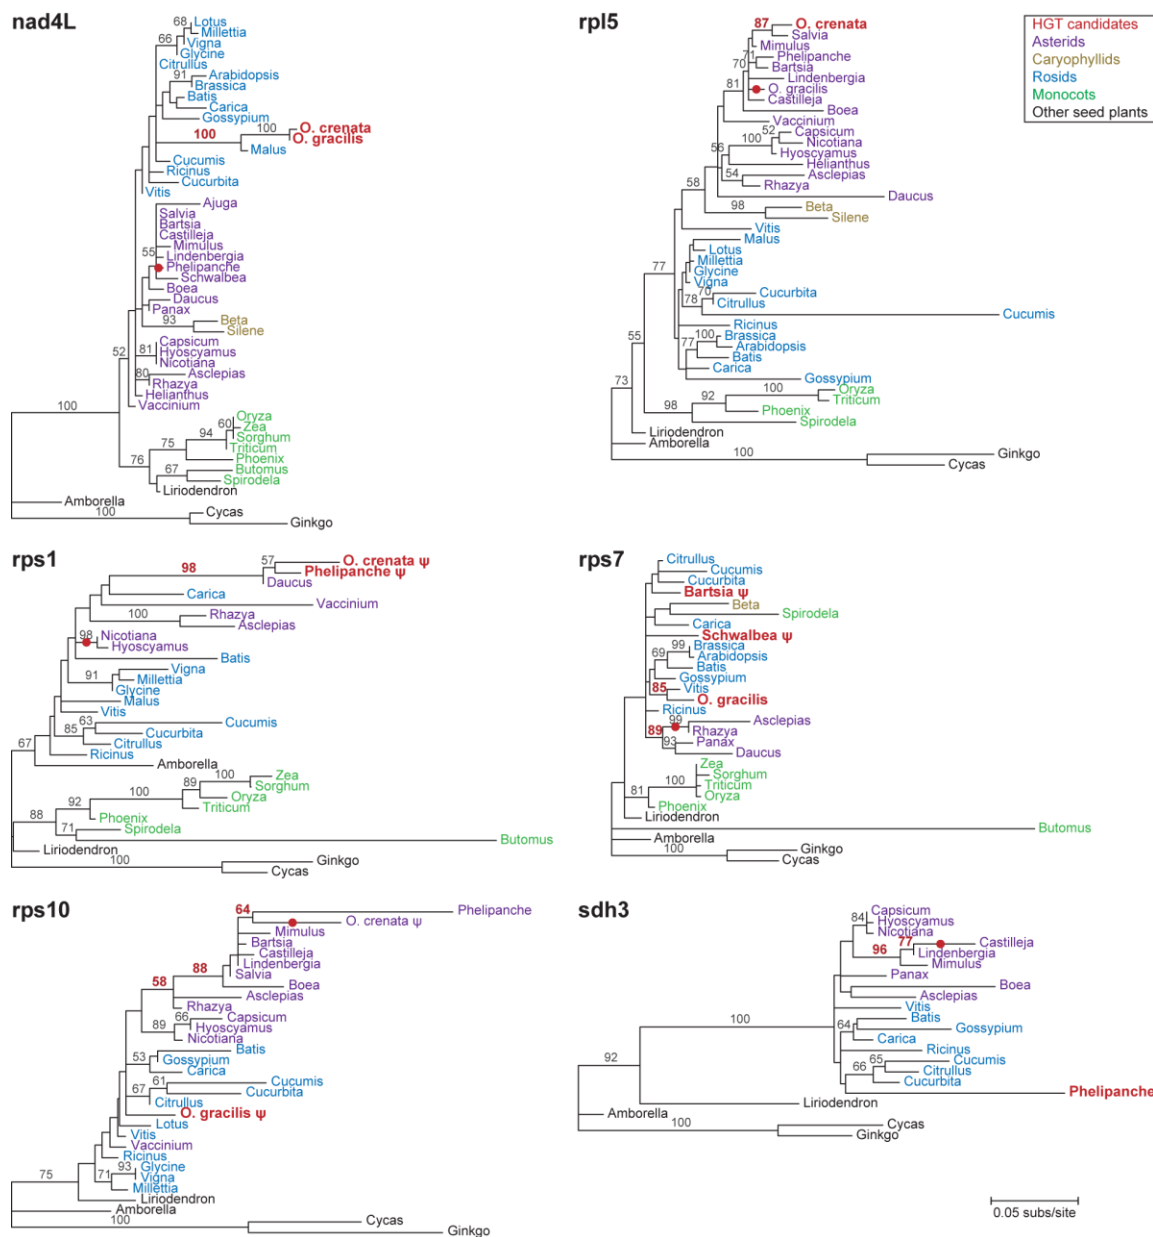 nad4L
68
Lotus
Millettia
66
Vigna
Glycine
Citrullus
91
Arabidopsis
Brassica
Batis
Carica
Gossypium
100
100
O. crenata
O. gracilis
Malus
Cucumis
Ricinus
Cucurbita
Vitis
Ajuga
Salvia
Bartsia
Castilleja
Mimulus
55
Lindenbergia
Phelipanche
Schwalbea
Boea
Daucus
Panax
93
Beta
Silene
52
81
Capsicum
Hyoscyamus
Nicotiana
80
Asclepias
Rhazya
Helianthus
Vaccinium
100
Oryza
60
Zea
94
Sorghum
75
Triticum
Phoenix
76
67
Butomus
Spirodela
Liriodendron
Amborella
100
Cycas
Ginkgo
rpl5
87
O. crenata
Salvia
Mimulus
71
Phelipanche
70
Bartsia
81
Lindenbergia
O. gracilis
Castilleja
Boea
Vaccinium
52
Capsicum
100
Nicotiana
56
Hyoscyamus
Helianthus
54
Asclepias
58
Rhazya
Daucus
98
Beta
Silene
Vitis
Malus
Lotus
77
Millettia
Glycine
Vigna
70
Cucurbita
78
Citrullus
Cucumis
Ricinus
100
Brassica
77
Arabidopsis
Batis
55
Carica
Gossypium
73
100
Oryza
92
Triticum
98
Phoenix
Spirodela
Liriodendron
Amborella
100
Ginkgo
Cycas
HGT candidates
Asterids
Caryophyllids
Rosids
Monocots
Other seed plants
rps1
57
O. crenata ψ
98
Phelipanche ψ
Daucus
Carica
Vaccinium
100
Rhazya
Asclepias
98
Nicotiana
Hyoscyamus
Batis
91
Vigna
Millettia
Glycine
Malus
Vitis
63
Cucumis
85
Cucurbita
Citrullus
67
Ricinus
Amborella
100
Zea
89
Sorghum
100
Oryza
92
Triticum
88
Phoenix
71
Spirodela
Butomus
Liriodendron
100
Ginkgo
Cycas
rps7
Citrullus
Cucumis
Cucurbita
Bartsia ψ
Beta
Spirodela
Carica
Schwalbea ψ
99
Brassica
69
Arabidopsis
Batis
Gossypium
85
Vitis
O. gracilis
Ricinus
99
Asclepias
89
Rhazya
93
Panax
Daucus
Zea
100
Sorghum
81
Triticum
Oryza
Phoenix
Liriodendron
Butomus
Amborella
100
Ginkgo
Cycas
rps10
64
Phelipanche
O. crenata ψ
Mimulus
Bartsia
Castilleja
88
Lindenbergia
58
Salvia
Boea
Asclepias
Rhazya
66
Capsicum
89
Hyoscyamus
Nicotiana
Batis
53
Gossypium
Carica
61
Cucumis
67
Cucurbita
Citrullus
O. gracilis ψ
Lotus
Vitis
Vaccinium
Ricinus
93
Glycine
75
71
Vigna
Millettia
Liriodendron
Amborella
100
Cycas
Ginkgo
sdh3
84
Capsicum
Hyoscyamus
Nicotiana
77
Castilleja
96
Lindenbergia
Mimulus
Panax
Boea
Asclepias
100
Vitis
64
Batis
Gossypium
Carica
Ricinus
65
Cucumis
92
66
Citrullus
Cucurbita
Phelipanche
Liriodendron
Amborella
100
Cycas
Ginkgo
0.05 subs/site